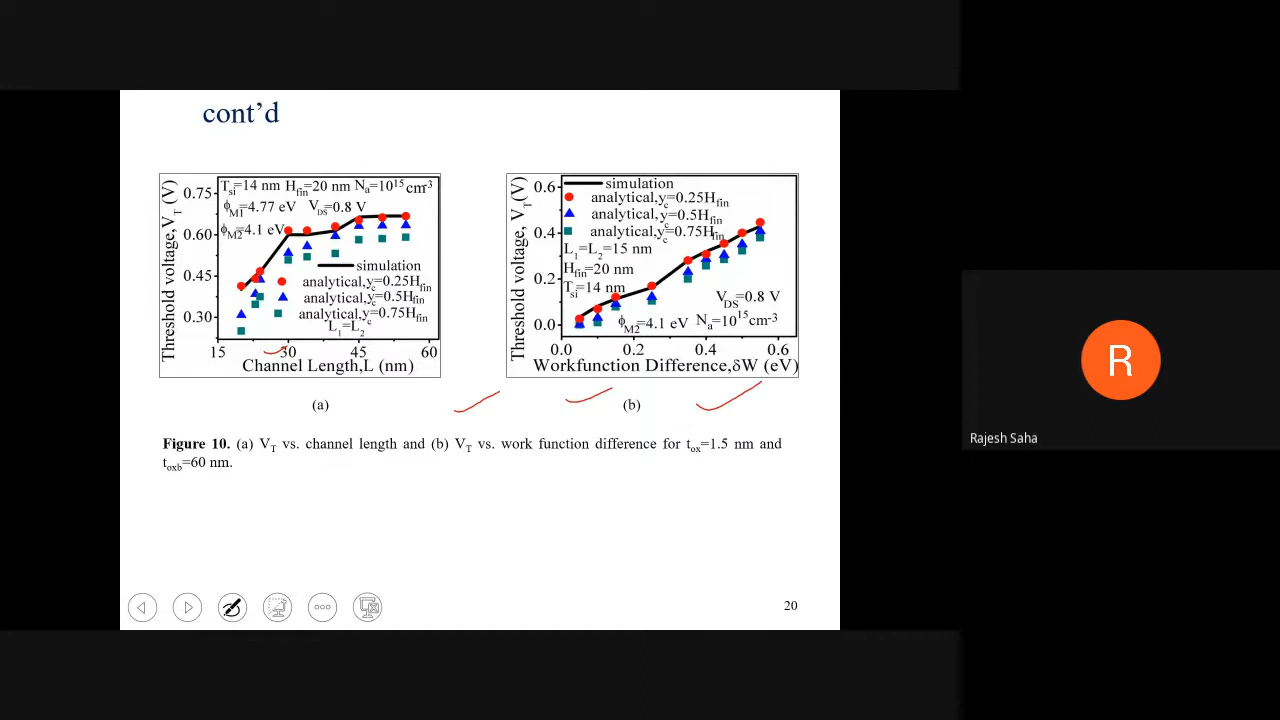 cont’d
Threshold voltage,V_T (V)
0.75
0.60
0.45
0.30
T_si=14 nm H_fin=20 nm N_a=10^15cm^-3
ϕ_M1=4.77 eV V_DS=0.8 V
ϕ_M2=4.1 eV
simulation
analytical,y_c=0.25H_fin
analytical,y_c=0.5H_fin
analytical,y_c=0.75H_fin
L_1=L_2
15 30 45 60
Channel Length,L (nm)
(a)
Threshold voltage, V_T(V)
0.6
0.4
0.2
0.0
simulation
analytical,y_c=0.25H_fin
analytical,y_c=0.5H_fin
analytical,y_c=0.75H_fin
L_1=L_2=15 nm
H_fin=20 nm
T_si=14 nm
V_DS=0.8 V
ϕ_M2=4.1 eV N_a=10^15cm^-3
0.0 0.2 0.4 0.6
Workfunction Difference,δW (eV)
(b)
Figure 10. (a) V_T vs. channel length and (b) V_T vs. work function difference for t_ox=1.5 nm and
t_oxb=60 nm.
20
R
Rajesh Saha